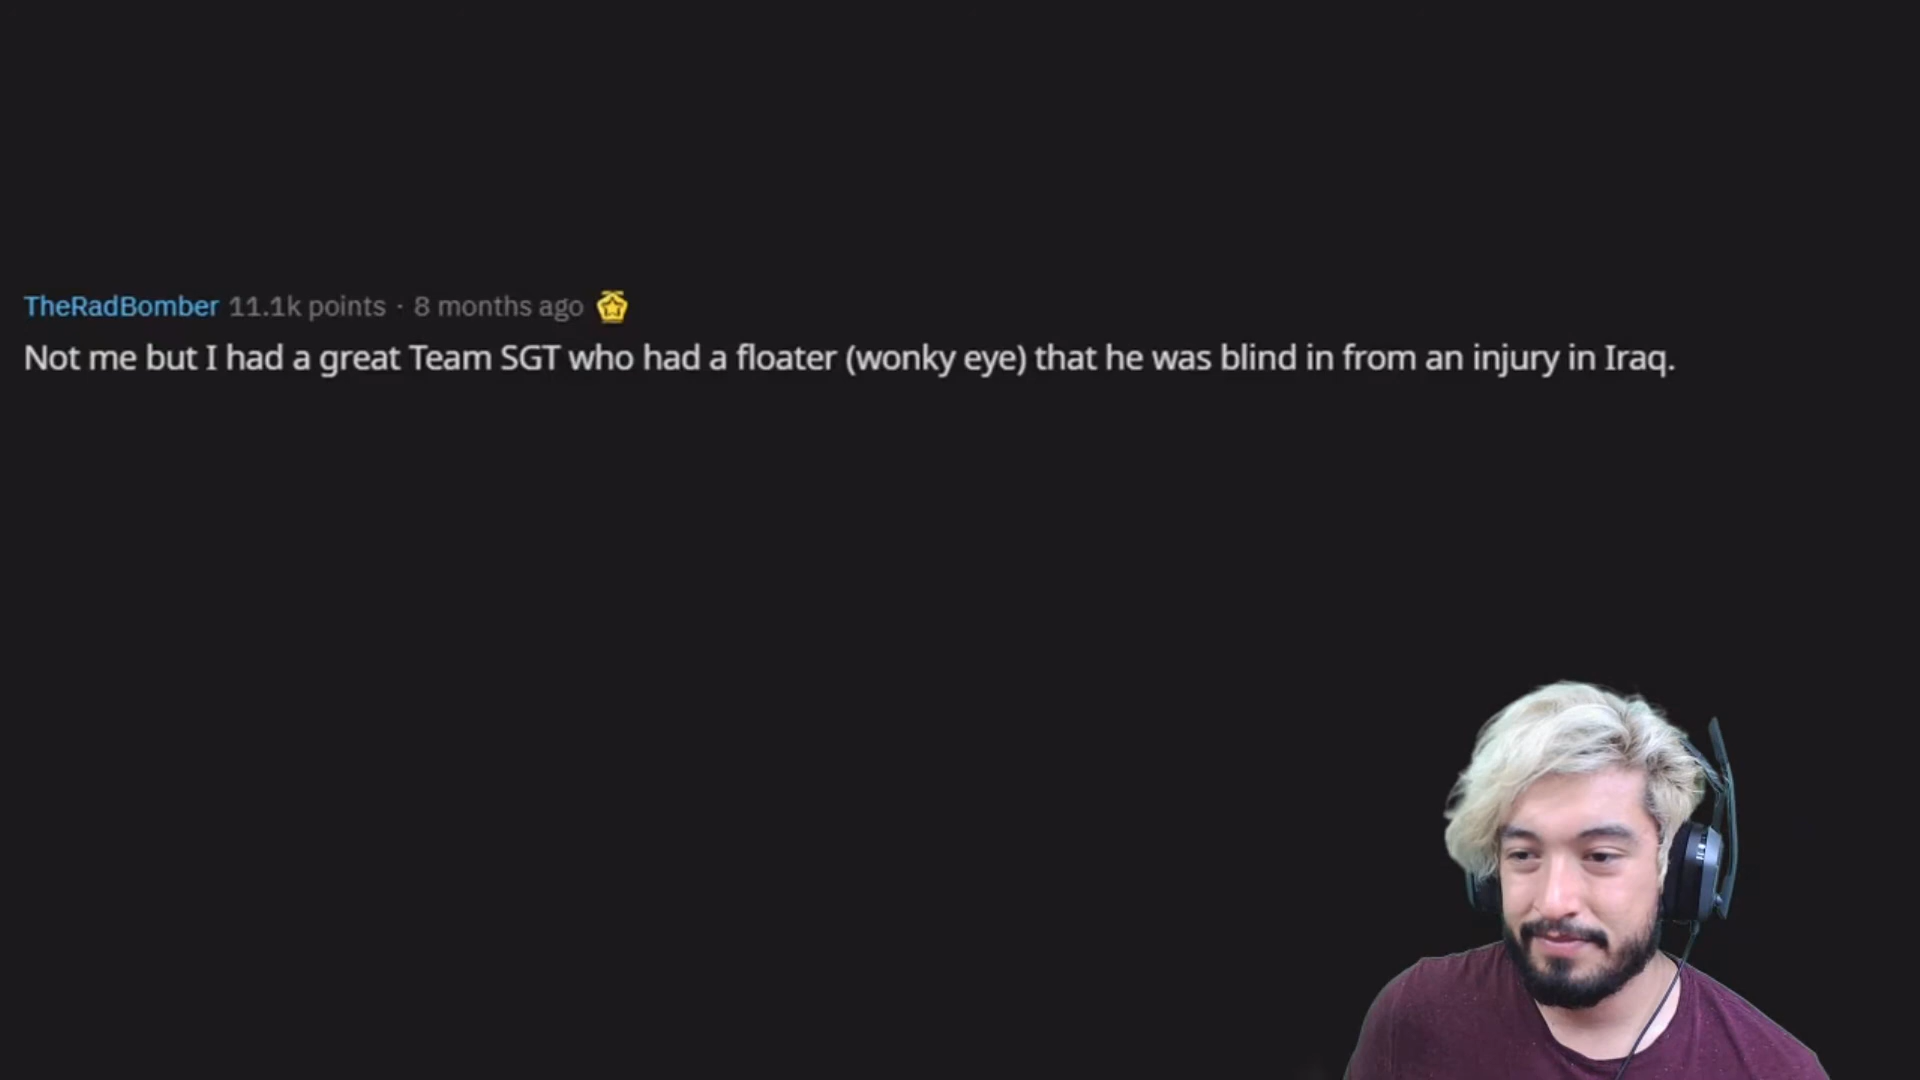 TheRadBomber 11.1k points · 8 months ago
Not me but I had a great Team SGT who had a floater (wonky eye) that he was blind in from an injury in Iraq.